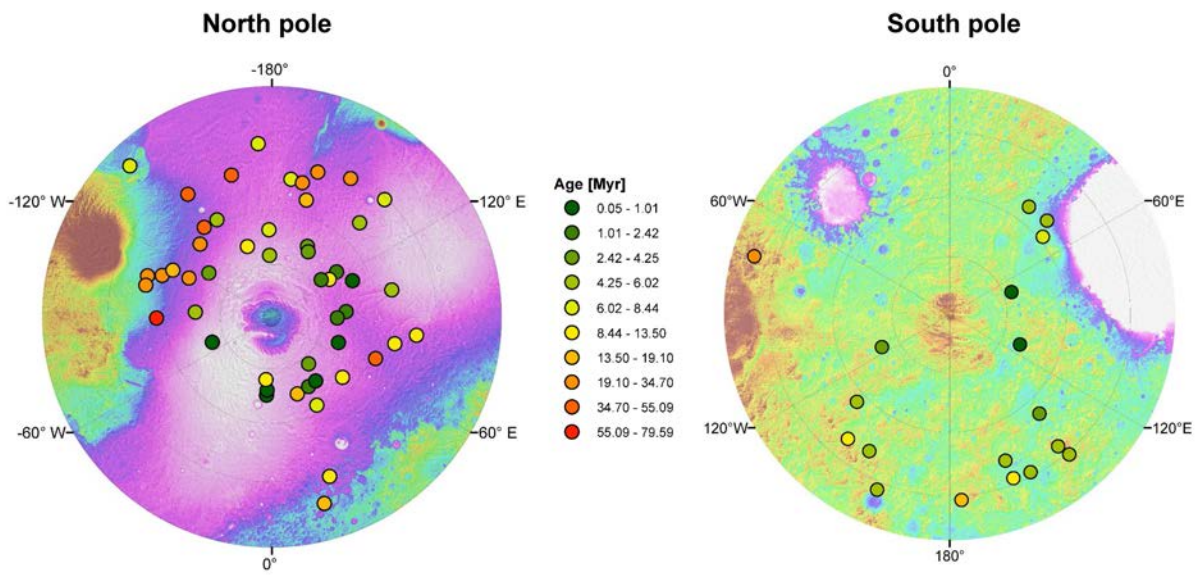 North pole
South pole
-180°
0°
-120° W
120° E
60°W
60°E
Age [Myr]
0.05 - 1.01
1.01 - 2.42
2.42 - 4.25
4.25 - 6.02
6.02 - 8.44
8.44 - 13.50
13.50 - 19.10
19.10 - 34.70
34.70 - 55.09
55.09 - 79.59
-60° W
60° E
120°W
120°E
0°
180°